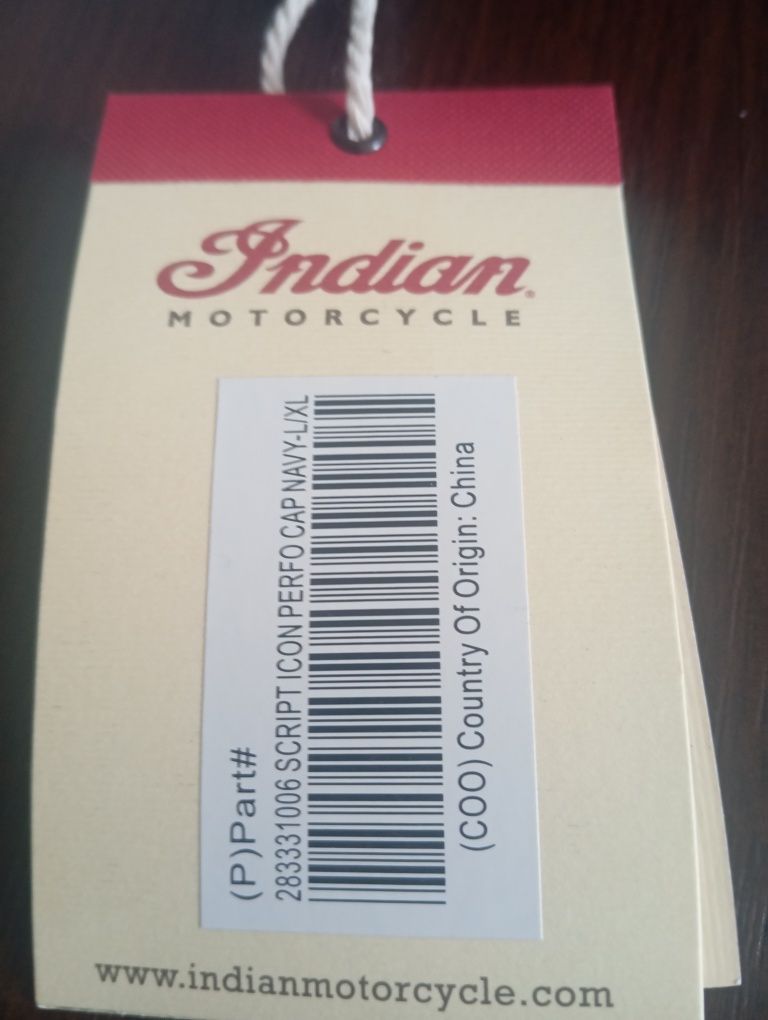 Indian®
MOTORCYCLE
(P)Part#
283331006 SCRIPT ICON PERFO CAP NAVY-L/XL
(COO) Country Of Origin: China
www.indianmotorcycle.com